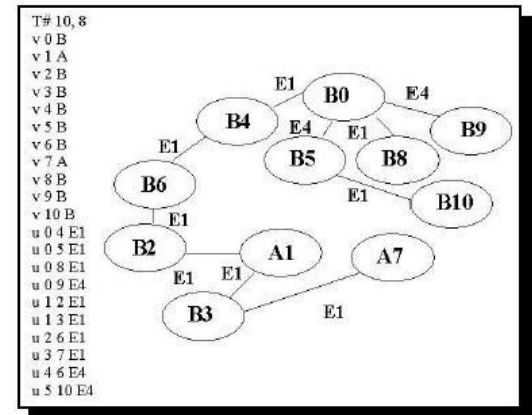 T# 10, 8
v 0 B
v 1 A
v 2 B
v 3 B
v 4 B
v 5 B
v 6 B
v 7 A
v 8 B
v 9 B
v 10 B
u 0 4 E1
u 0 5 E1
u 0 8 E1
u 0 9 E4
u 1 2 E1
u 1 3 E1
u 2 6 E1
u 3 7 E1
u 4 6 E4
u 5 10 E4
E1 B0 E4
B4 E4 E1 B9
E1 B5 B8
B6 E1 B10
E1
B2 A1 A7
E1 E1
B3 E1